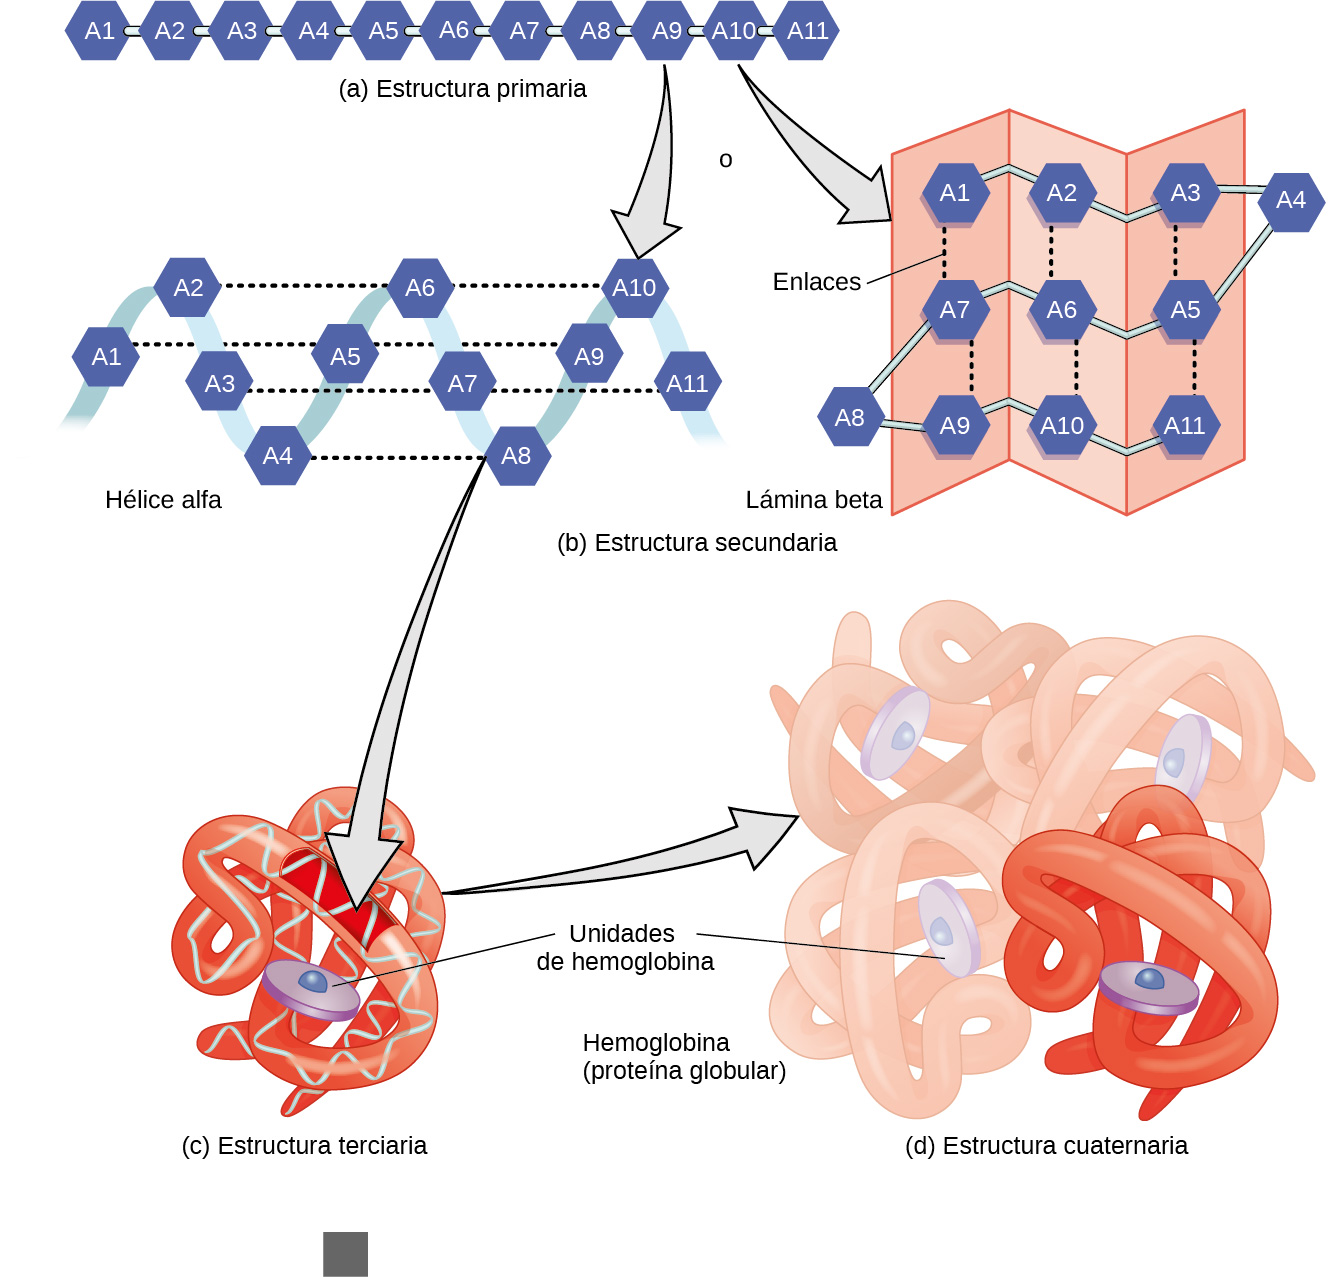 A1 A2 A3 A4 A5 A6 A7 A8 A9 A10 A11
(a) Estructura primaria
o
A1 A2 A3 A4
Enlaces
A7 A6 A5
A8 A9 A10 A11
Lámina beta
A2 A6 A10
A1 A5 A9
A3 A7 A11
A4 A8
Hélice alfa
(b) Estructura secundaria
Unidades
de hemoglobina
Hemoglobina
(proteína globular)
(c) Estructura terciaria
(d) Estructura cuaternaria